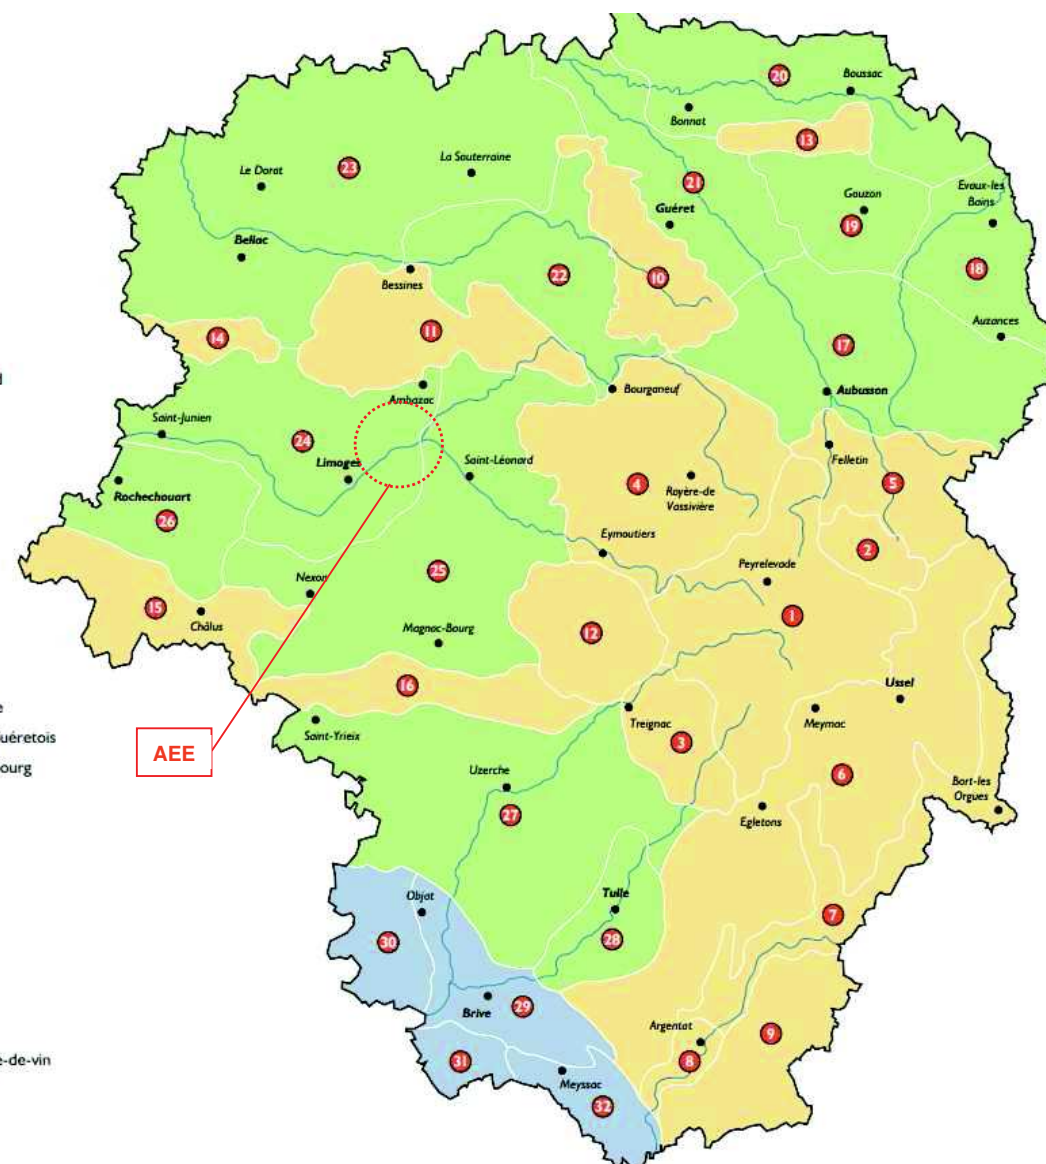 20
Boussac
Bonnat
13
La Souterraine
23
Le Dorat
21
Gouzon
Evaux-les
Bains
Guéret
19
Bellac
22
10
18
Bessines
11
14
Auzances
17
Ambazac
Bourganeuf
Aubusson
Saint-Junien
24
Limoges
Saint-Léonard
Felletin
Rochechouart
4
Royère-de
Vassivière
5
26
Eymoutiers
2
Nexon
25
Peyrelevade
15
Châlus
Magnac-Bourg
12
1
16
Ussel
Saint-Yrieix
Treignac
Meymac
3
uéretois
AEE
ourg
Uzerche
6
Bort-les
Orgues
27
Egletons
Objat
Tulle
7
30
28
Brive
29
Argentat
9
e-de-vin
31
8
Meyssac
32